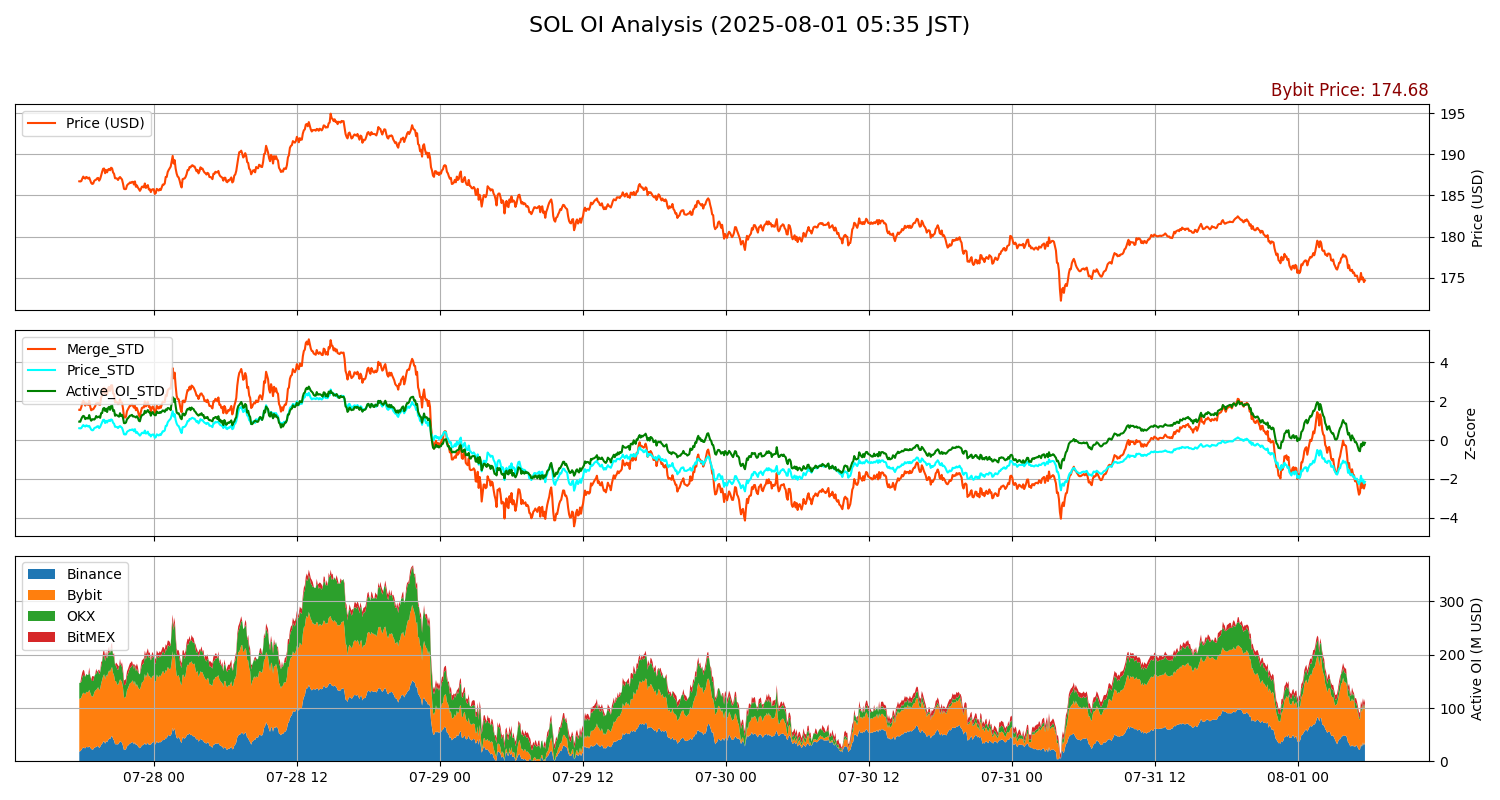 SOL OI Analysis (2025-08-01 05:35 JST)
Bybit Price: 174.68
Price (USD)
195
190
185
180
175
Price (USD)
Merge_STD
Price_STD
Active_OI_STD
4
2
0
−2
−4
Z-Score
Binance
Bybit
OKX
BitMEX
300
200
100
0
Active OI (M USD)
07-28 00
07-28 12
07-29 00
07-29 12
07-30 00
07-30 12
07-31 00
07-31 12
08-01 00